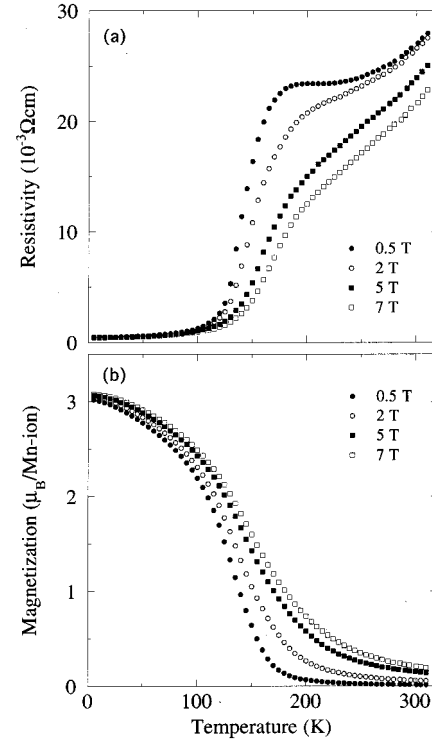 30
(a)
20
10
0
Resistivity (10⁻³Ωcm)
0.5 T
2 T
5 T
7 T
(b)
3
2
1
0
Magnetization (μB/Mn-ion)
0.5 T
2 T
5 T
7 T
0 100 200 300
Temperature (K)